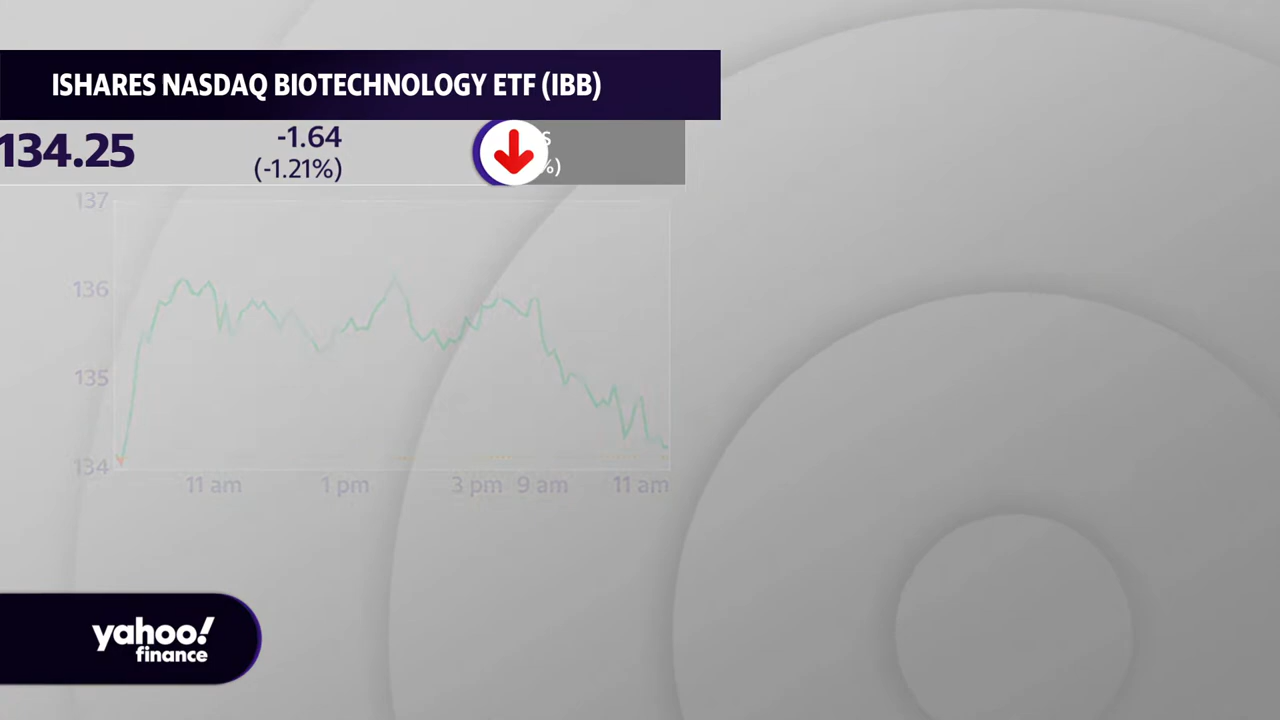 ISHARES NASDAQ BIOTECHNOLOGY ETF (IBB)
134.25
-1.64
(-1.21%)
S
%)
137
136
135
134
11 am 1 pm 3 pm 9 am 11 am
yahoo!
finance